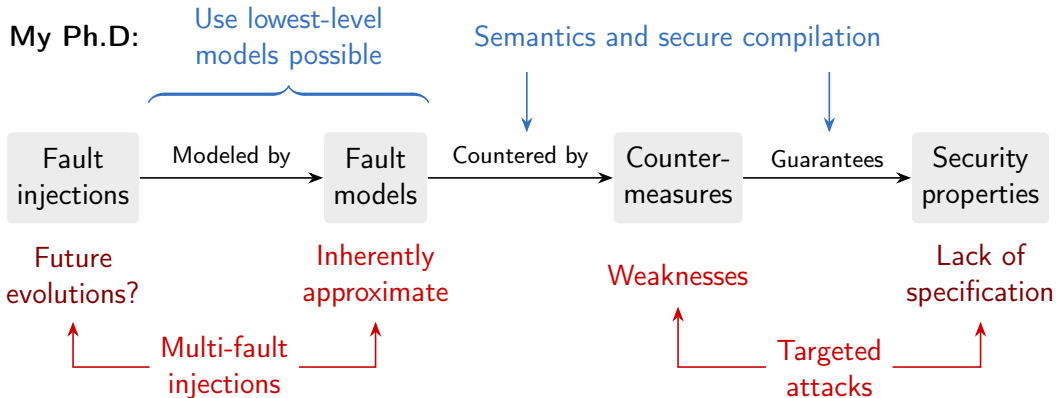 My Ph.D:
Use lowest-level
models possible
Semantics and secure compilation
Fault
injections
Modeled by
Fault
models
Countered by
Counter-
measures
Guarantees
Security
properties
Future
evolutions?
Inherently
approximate
Weaknesses
Lack of
specification
Multi-fault
injections
Targeted
attacks